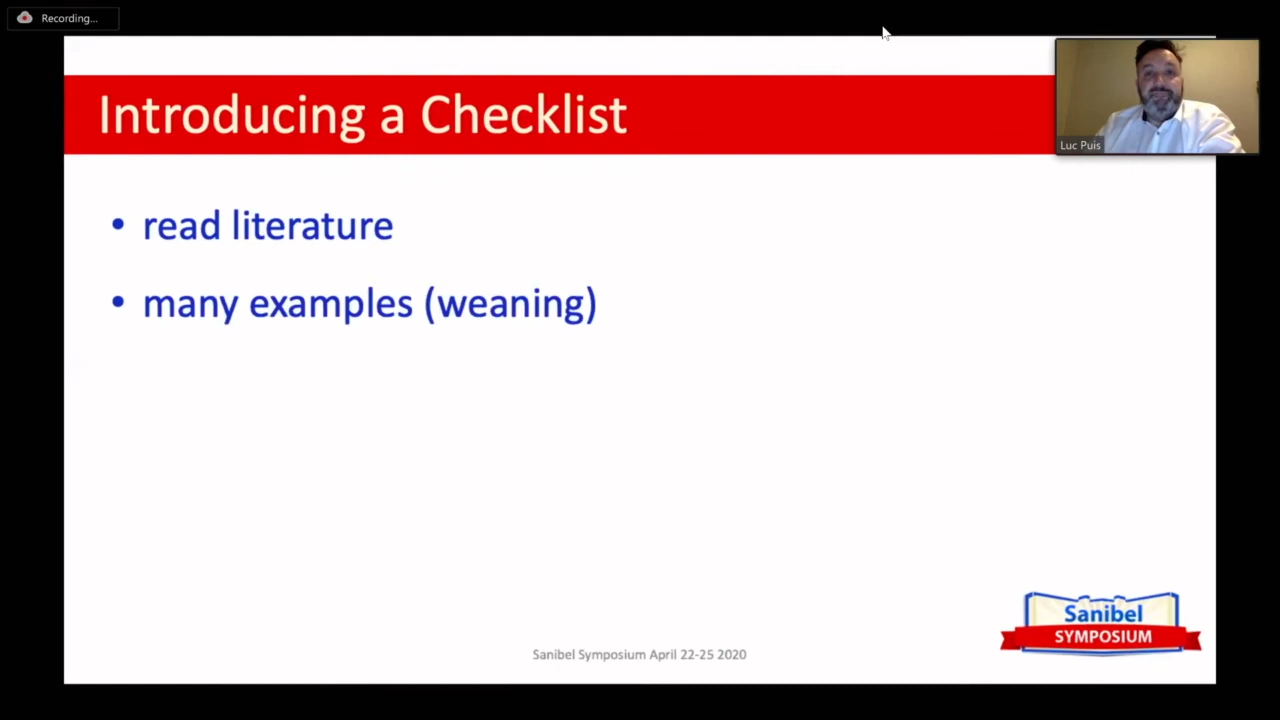 Recording...
Introducing a Checklist
Luc Puis
• read literature
• many examples (weaning)
Sanibel
SYMPOSIUM
Sanibel Symposium April 22-25 2020